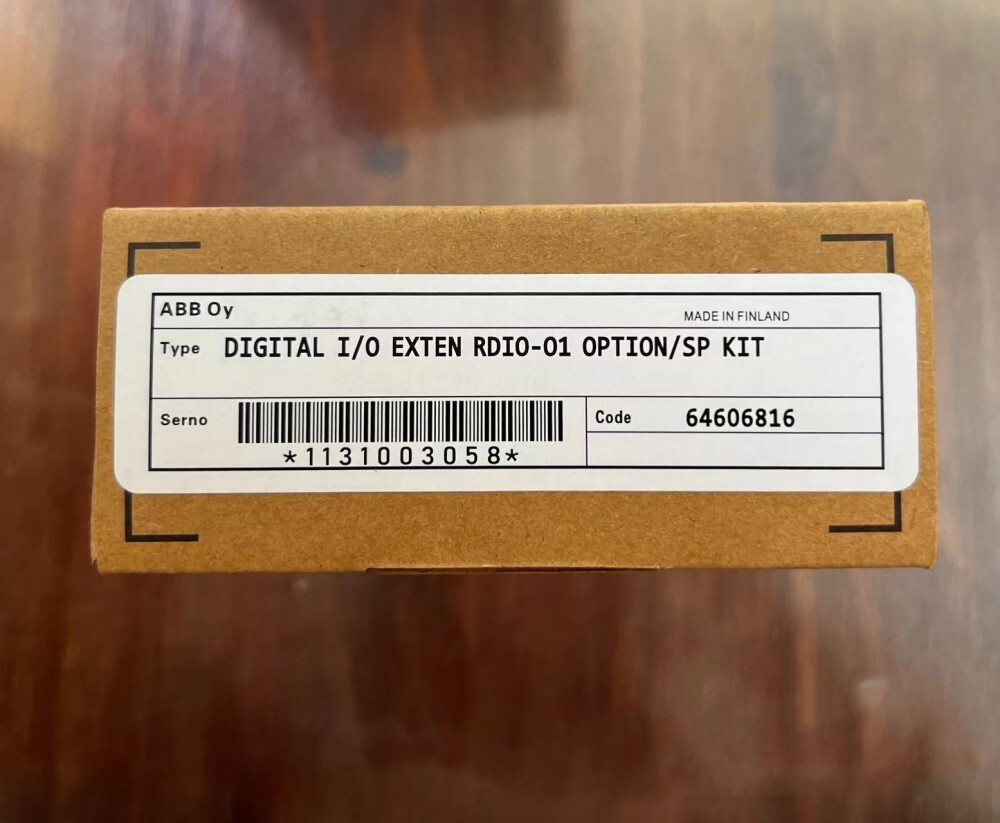 ABB Oy
MADE IN FINLAND
Type DIGITAL I/O EXTEN RDIO-01 OPTION/SP KIT
Serno
*1131003058*
Code 64606816